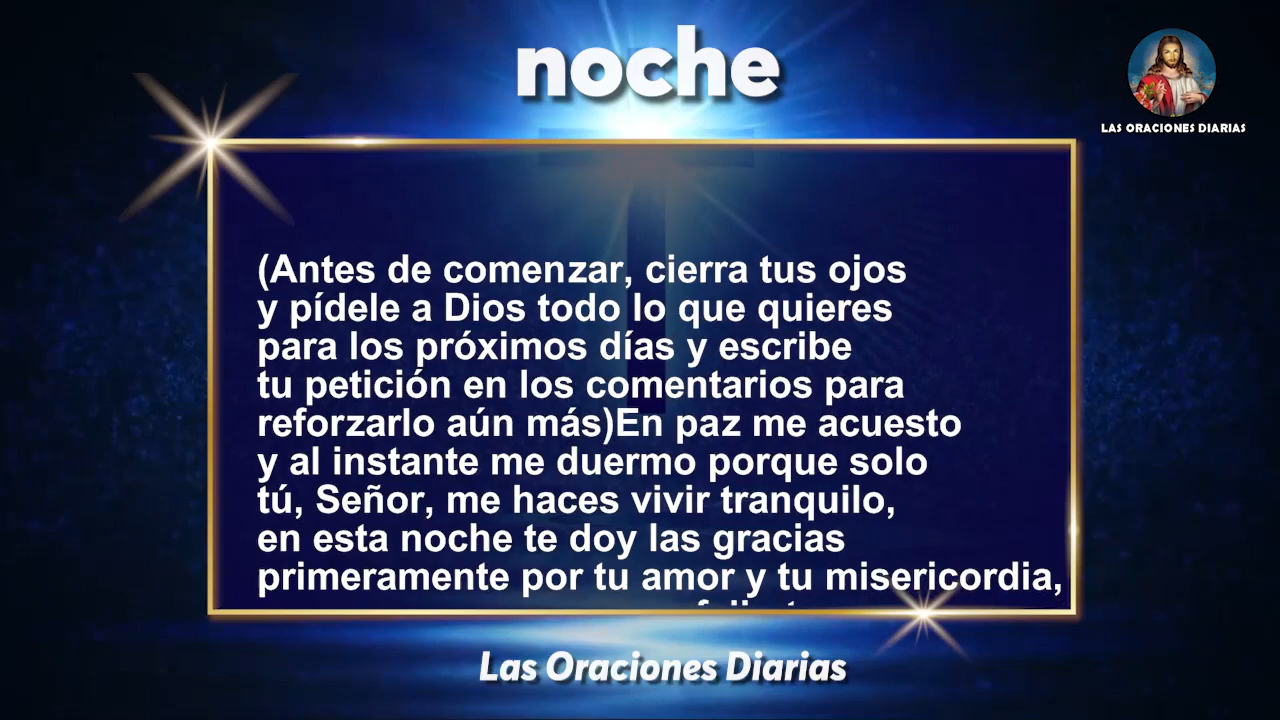 noche
LAS ORACIONES DIARIAS
(Antes de comenzar, cierra tus ojos
y pídele a Dios todo lo que quieres
para los próximos días y escribe
tu petición en los comentarios para
reforzarlo aún más)En paz me acuesto
y al instante me duermo porque solo
tú, Señor, me haces vivir tranquilo,
en esta noche te doy las gracias
primeramente por tu amor y tu misericordia,
Las Oraciones Diarias